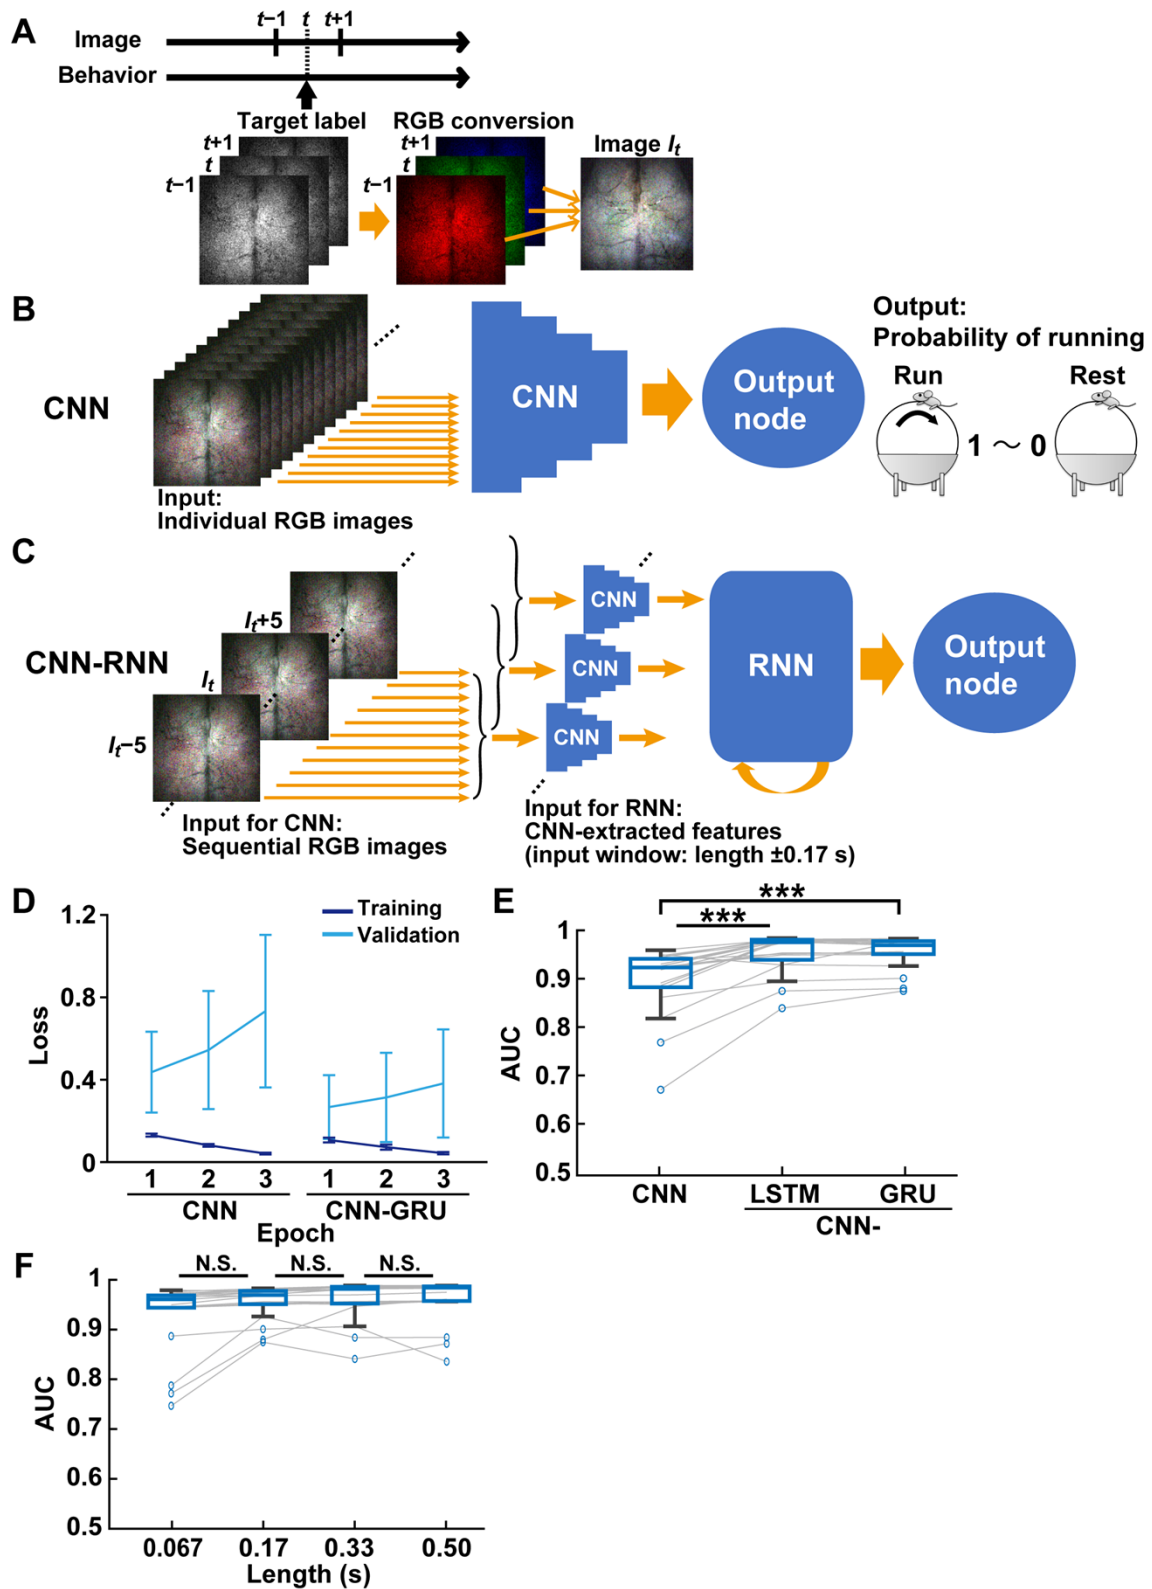 A
t−1 t t+1
Image
Behavior
Target label
RGB conversion
t+1
t
t−1
t+1
t
t−1
Image It
B
CNN
CNN
Output
node
Output:
Probability of running
Run
Rest
1 ~ 0
Input:
Individual RGB images
C
CNN-RNN
It+5
It
It−5
CNN
CNN
CNN
RNN
Output
node
Input for CNN:
Sequential RGB images
Input for RNN:
CNN-extracted features
(input window: length ±0.17 s)
D
Training
Validation
1.2
0.8
0.4
0
Loss
1 2 3 1 2 3
CNN CNN-GRU
Epoch
E
***
***
1
0.9
0.8
0.7
0.6
0.5
AUC
CNN LSTM GRU
CNN-
F
N.S. N.S. N.S.
1
0.9
0.8
0.7
0.6
0.5
AUC
0.067 0.17 0.33 0.50
Length (s)